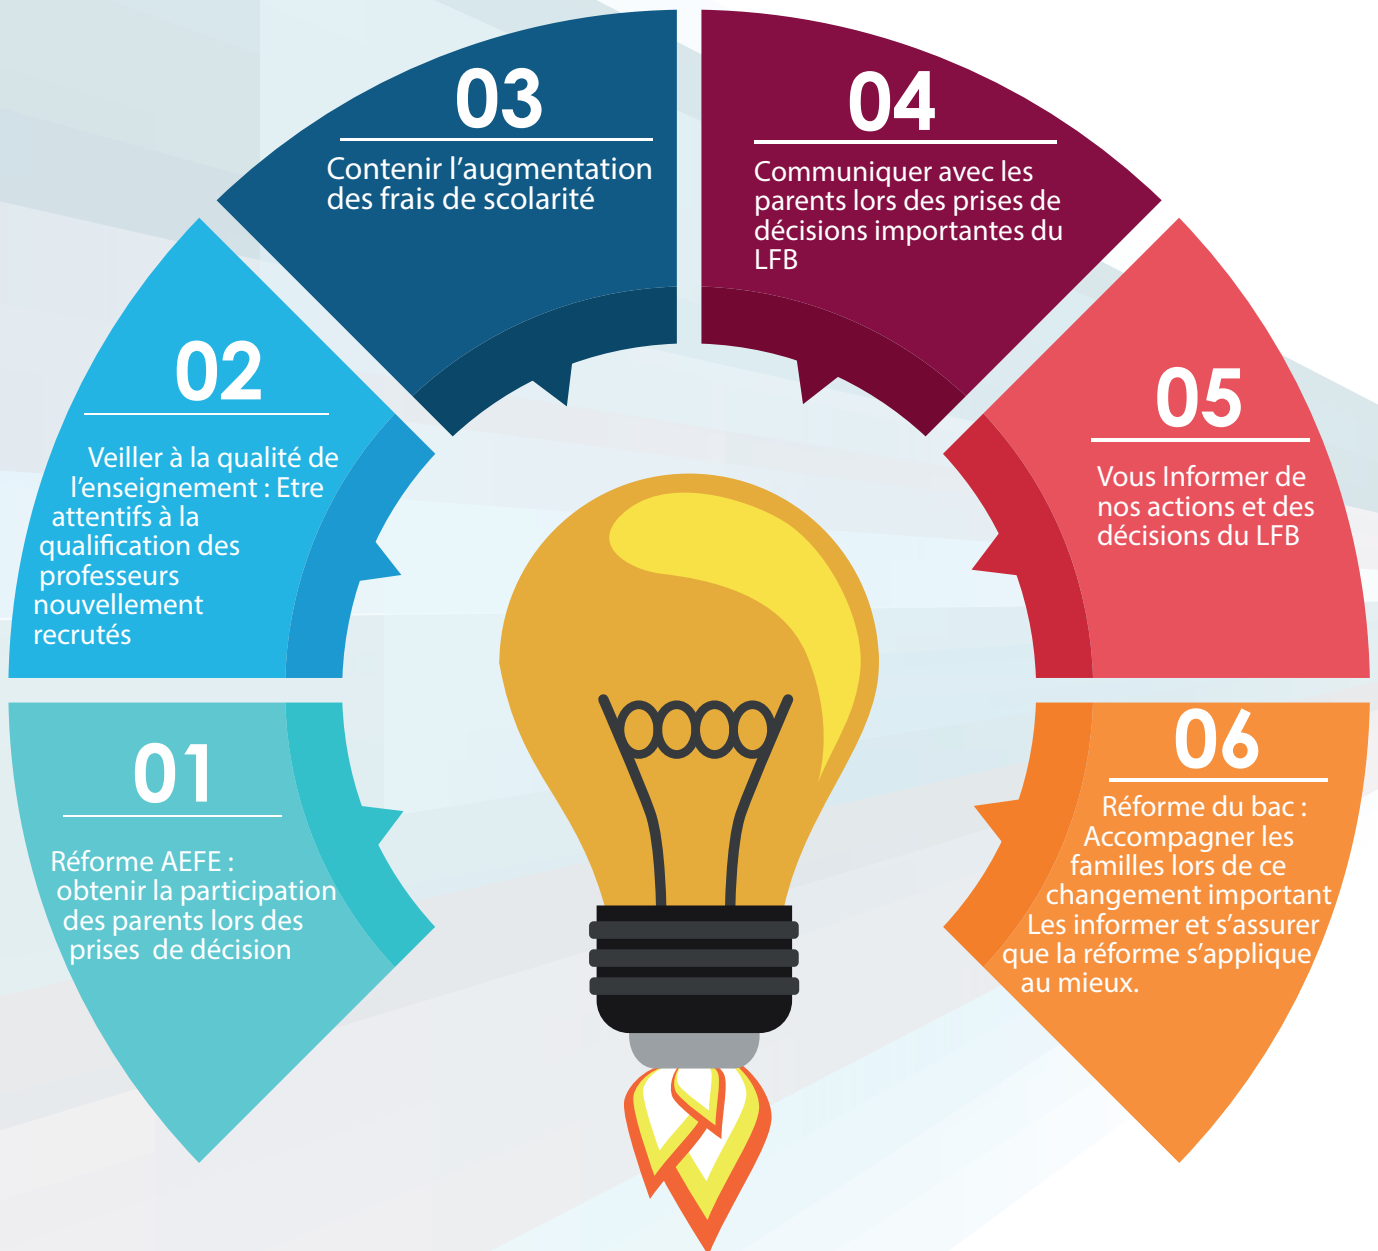 01
Réforme AEFE :
obtenir la participation
des parents lors des
prises  de décision
02
Veiller à la qualité de
l’enseignement : Etre
attentifs à la
qualification des
professeurs
nouvellement
recrutés
03
Contenir l’augmentation
des frais de scolarité
04
Communiquer avec les
parents lors des prises de
décisions importantes du
LFB
05
Vous Informer de
nos actions et des
décisions du LFB
06
Réforme du bac :
Accompagner les
familles lors de ce
changement important
Les informer et s’assurer
que la réforme s’applique
au mieux.